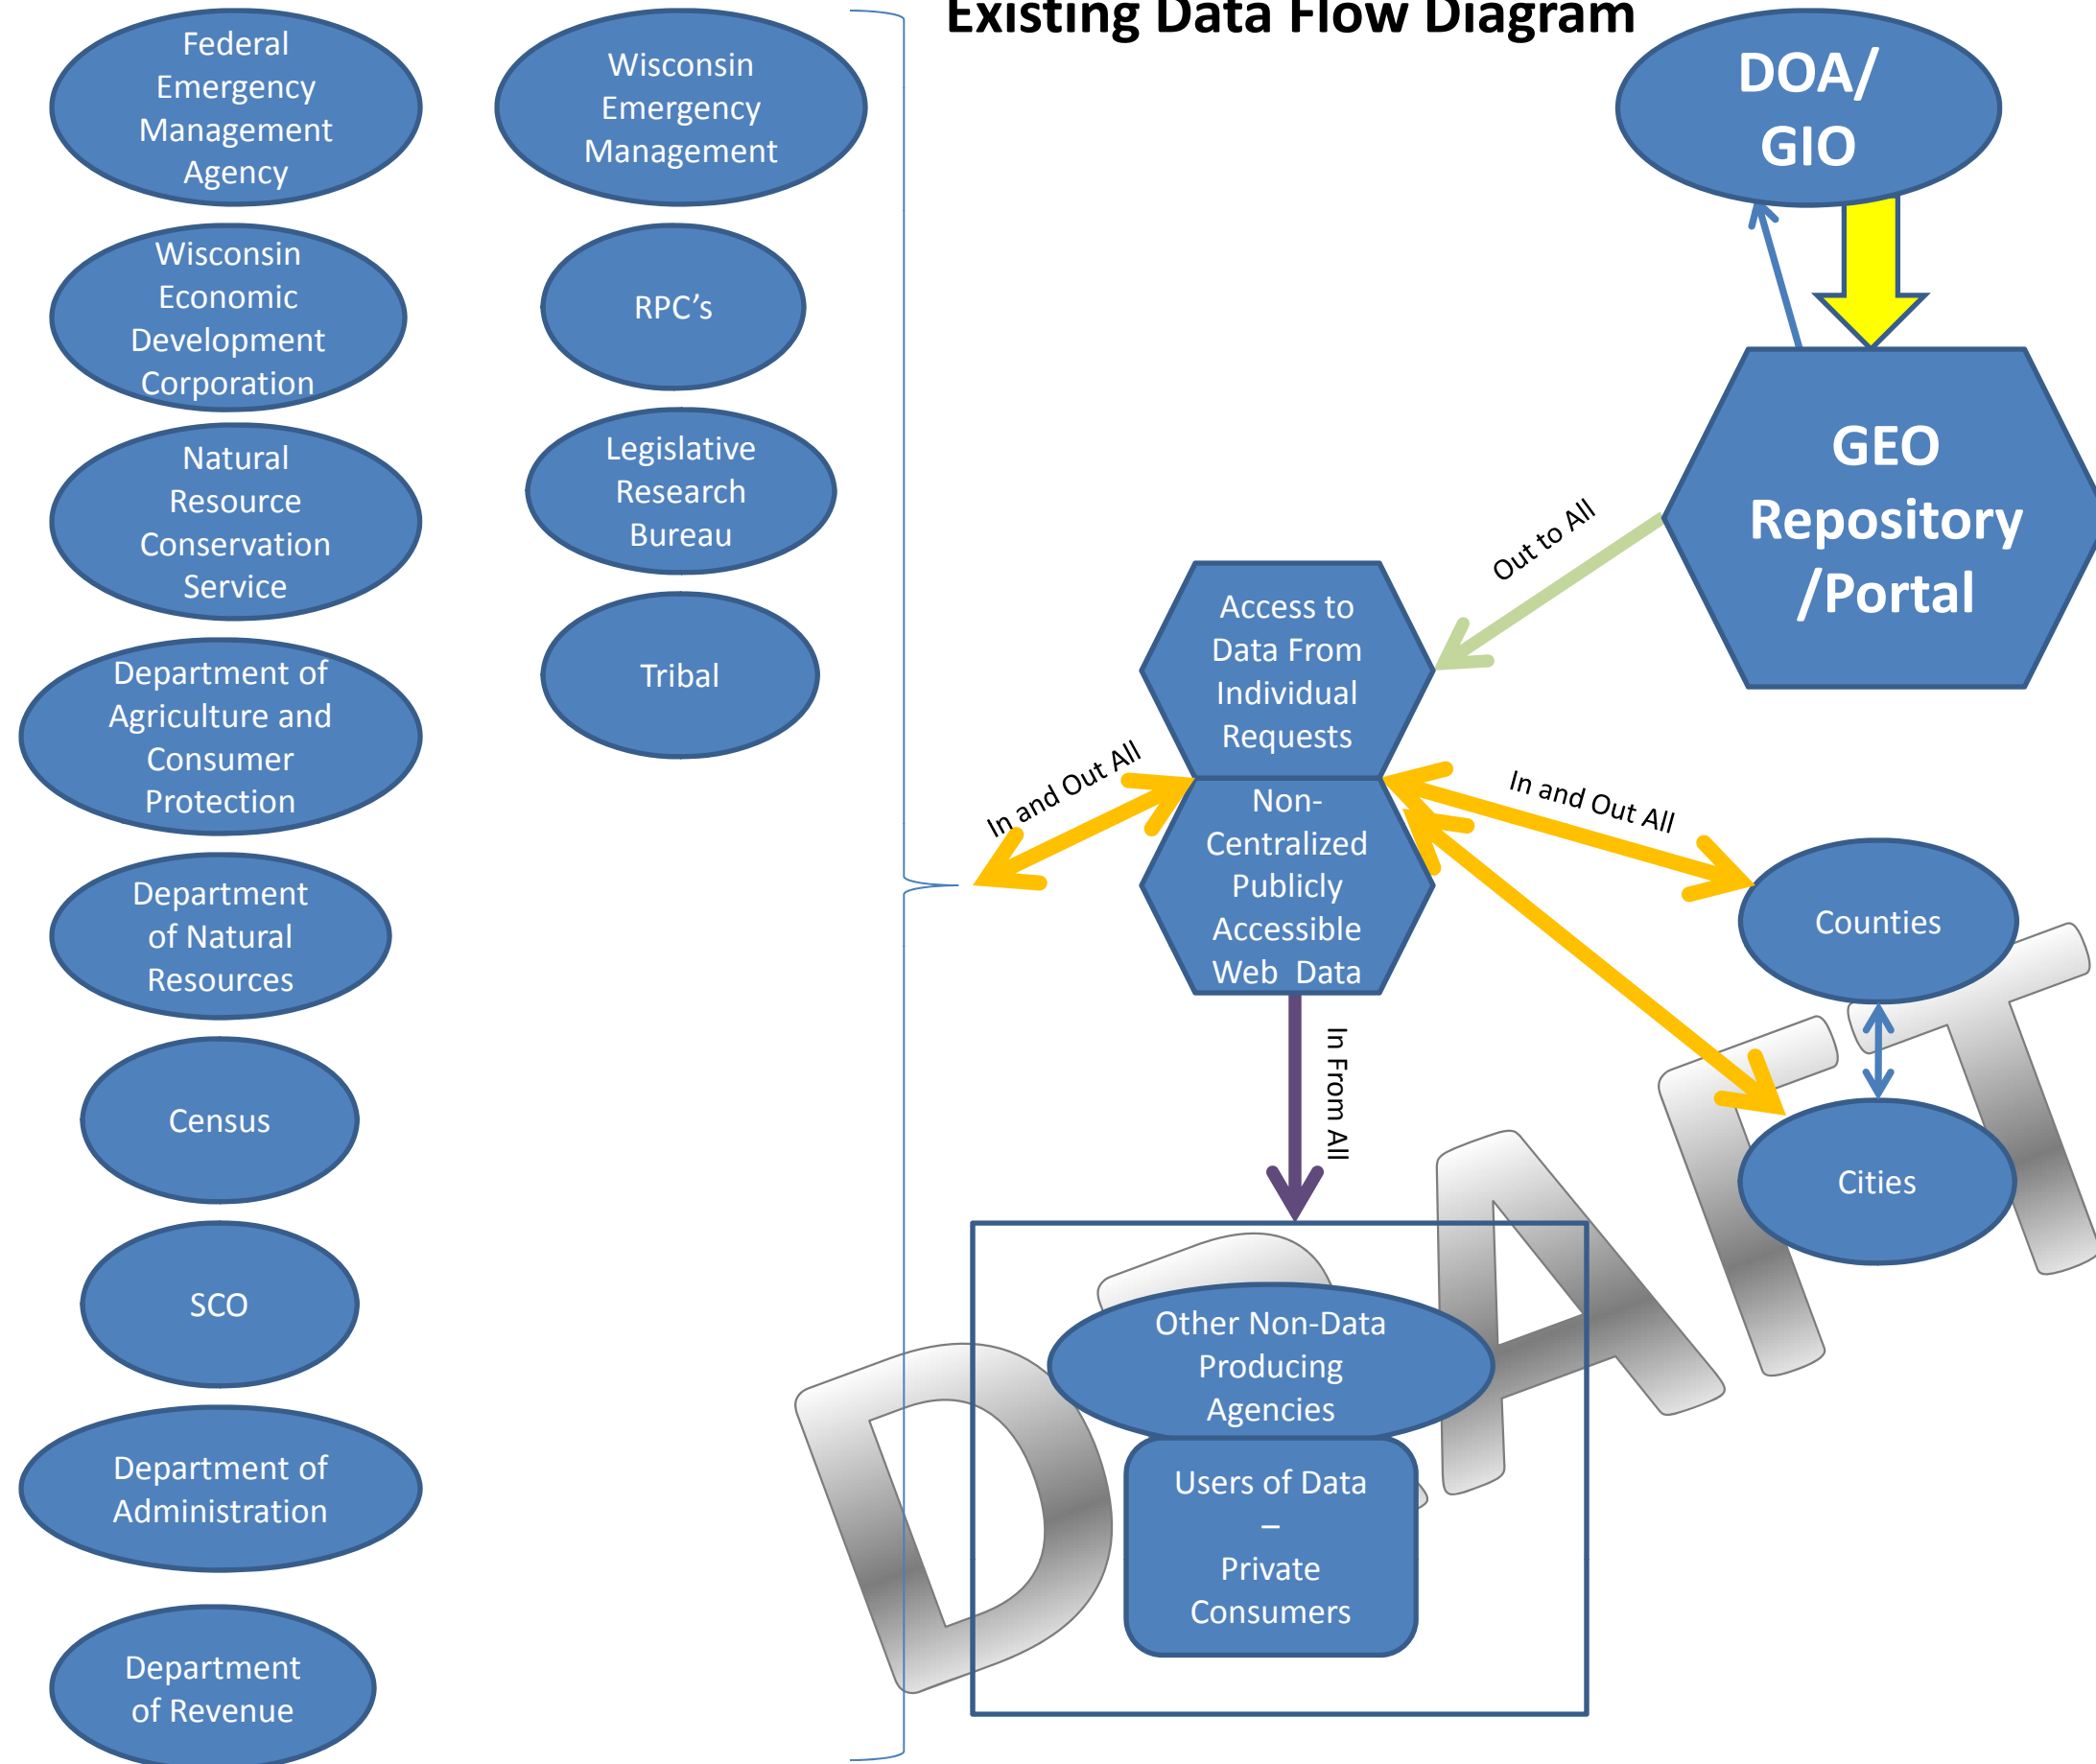 Existing Data Flow Diagram
Federal
Emergency
Management
Agency
Wisconsin
Economic
Development
Corporation
Natural
Resource
Conservation
Service
Department of
Agriculture and
Consumer
Protection
Department
of Natural
Resources
Census
SCO
Department of
Administration
Department
of Revenue
Wisconsin
Emergency
Management
RPC's
Legislative
Research
Bureau
Tribal
In and Out All
Access to
Data From
Individual
Requests
Non-
Centralized
Publicly
Accessible
Web  Data
Out to All
DOA/
GIO
GEO
Repository
/Portal
In and Out All
Counties
Cities
In From All
Other Non-Data
Producing
Agencies
Users of Data
–
Private
Consumers
DRAFT